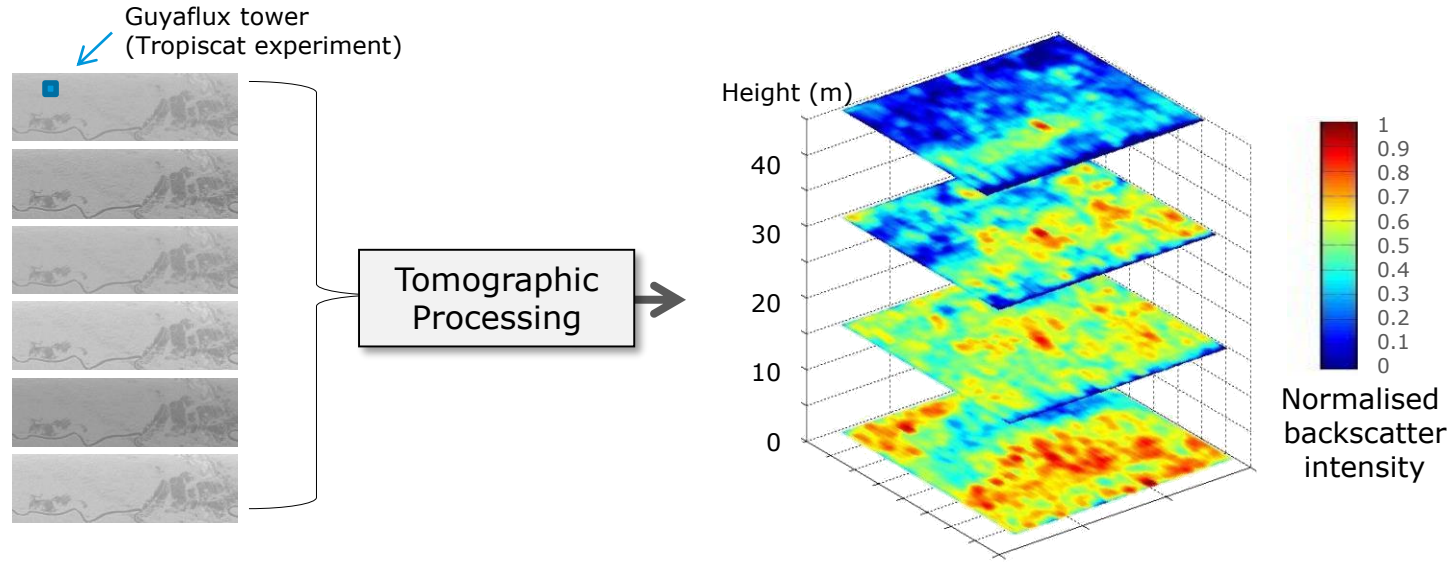 Guyaflux tower
(Tropiscat experiment)
Tomographic
Processing
Height (m)
40
30
20
10
0
1
0.9
0.8
0.7
0.6
0.5
0.4
0.3
0.2
0.1
0
Normalised
backscatter
intensity